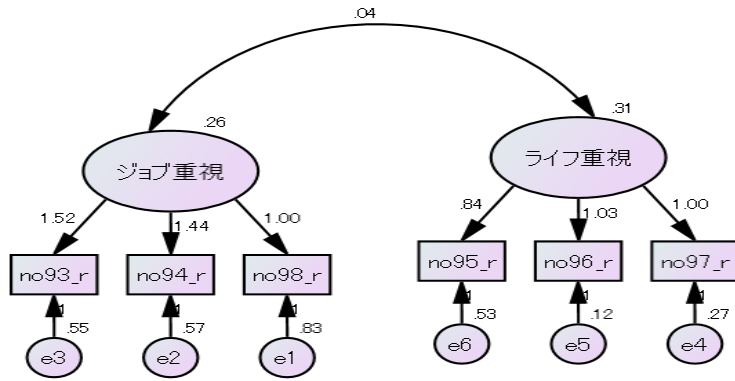 .04
.26
.31
ジョブ重視
ライフ重視
1.52
1.44
1.00
.84
1.03
1.00
no93_r
no94_r
no98_r
no95_r
no96_r
no97_r
1
1
1
1
1
1
.55
.57
.83
.53
.12
.27
e3
e2
e1
e6
e5
e4